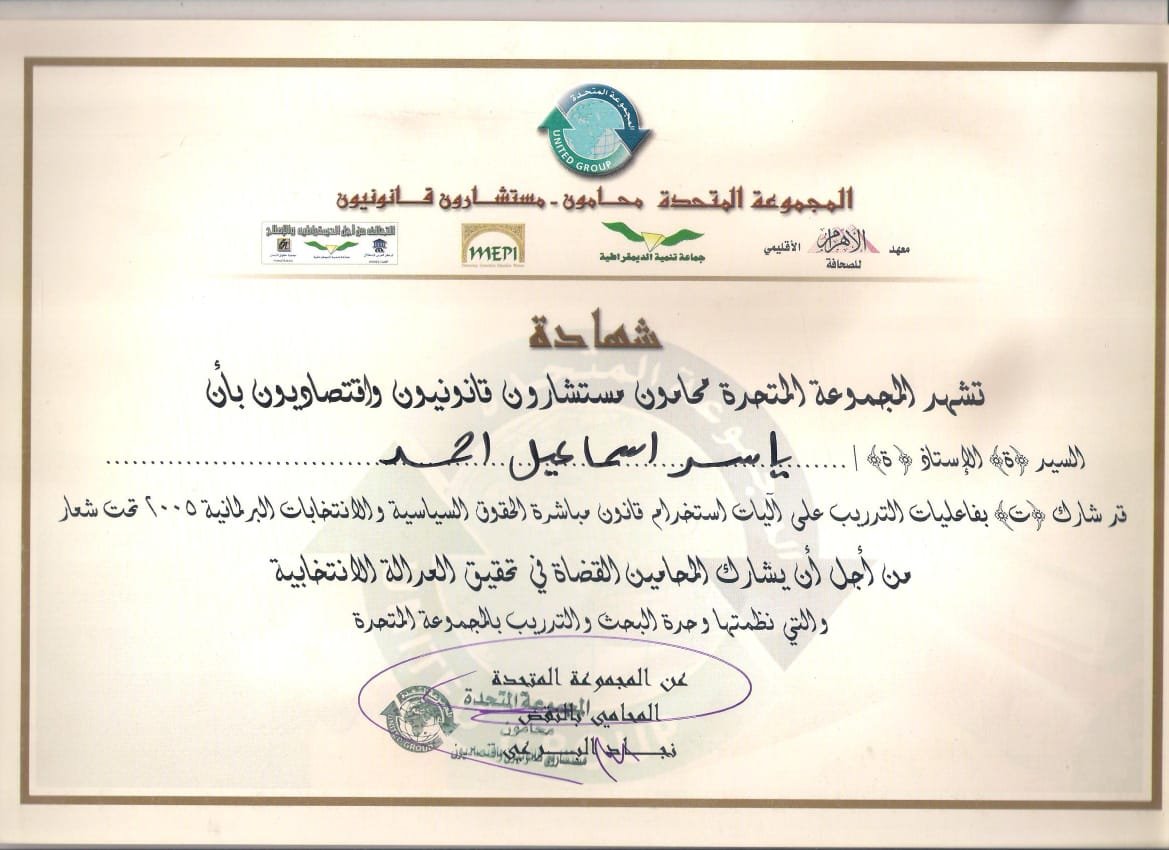 المجموعة المتحدة
UNITED GROUP
المجموعة المتحدة محامون - مستشارون قانونيون
معهد الأهرام الأقليمي للصحافة
جماعة تنمية الديمقراطية
MEPI
التحالف من أجل الديمقراطية والإصلاح
شهادة
تشهد المجموعة المتحدة محامون مستشارون قانونيون واقتصاديون بأن
السيد ﴿ة﴾ الإستاذ ﴿ة﴾ / ياسر اسماعيل احمد
قد شارك ﴿ت﴾ بفاعليات التدريب على آليات استخدام قانون مباشرة الحقوق السياسية والانتخابات البرلمانية ٢٠٠٥ تحت شعار
من أجل أن يشارك المحامين القضاة في تحقيق العدالة الانتخابية
والتي نظمتها وحدة البحث والتدريب بالمجموعة المتحدة
عن المجموعة المتحدة
المحامي بالنقض
نجاد البرعي
المجموعة المتحدة
محامون
UNITED GROUP